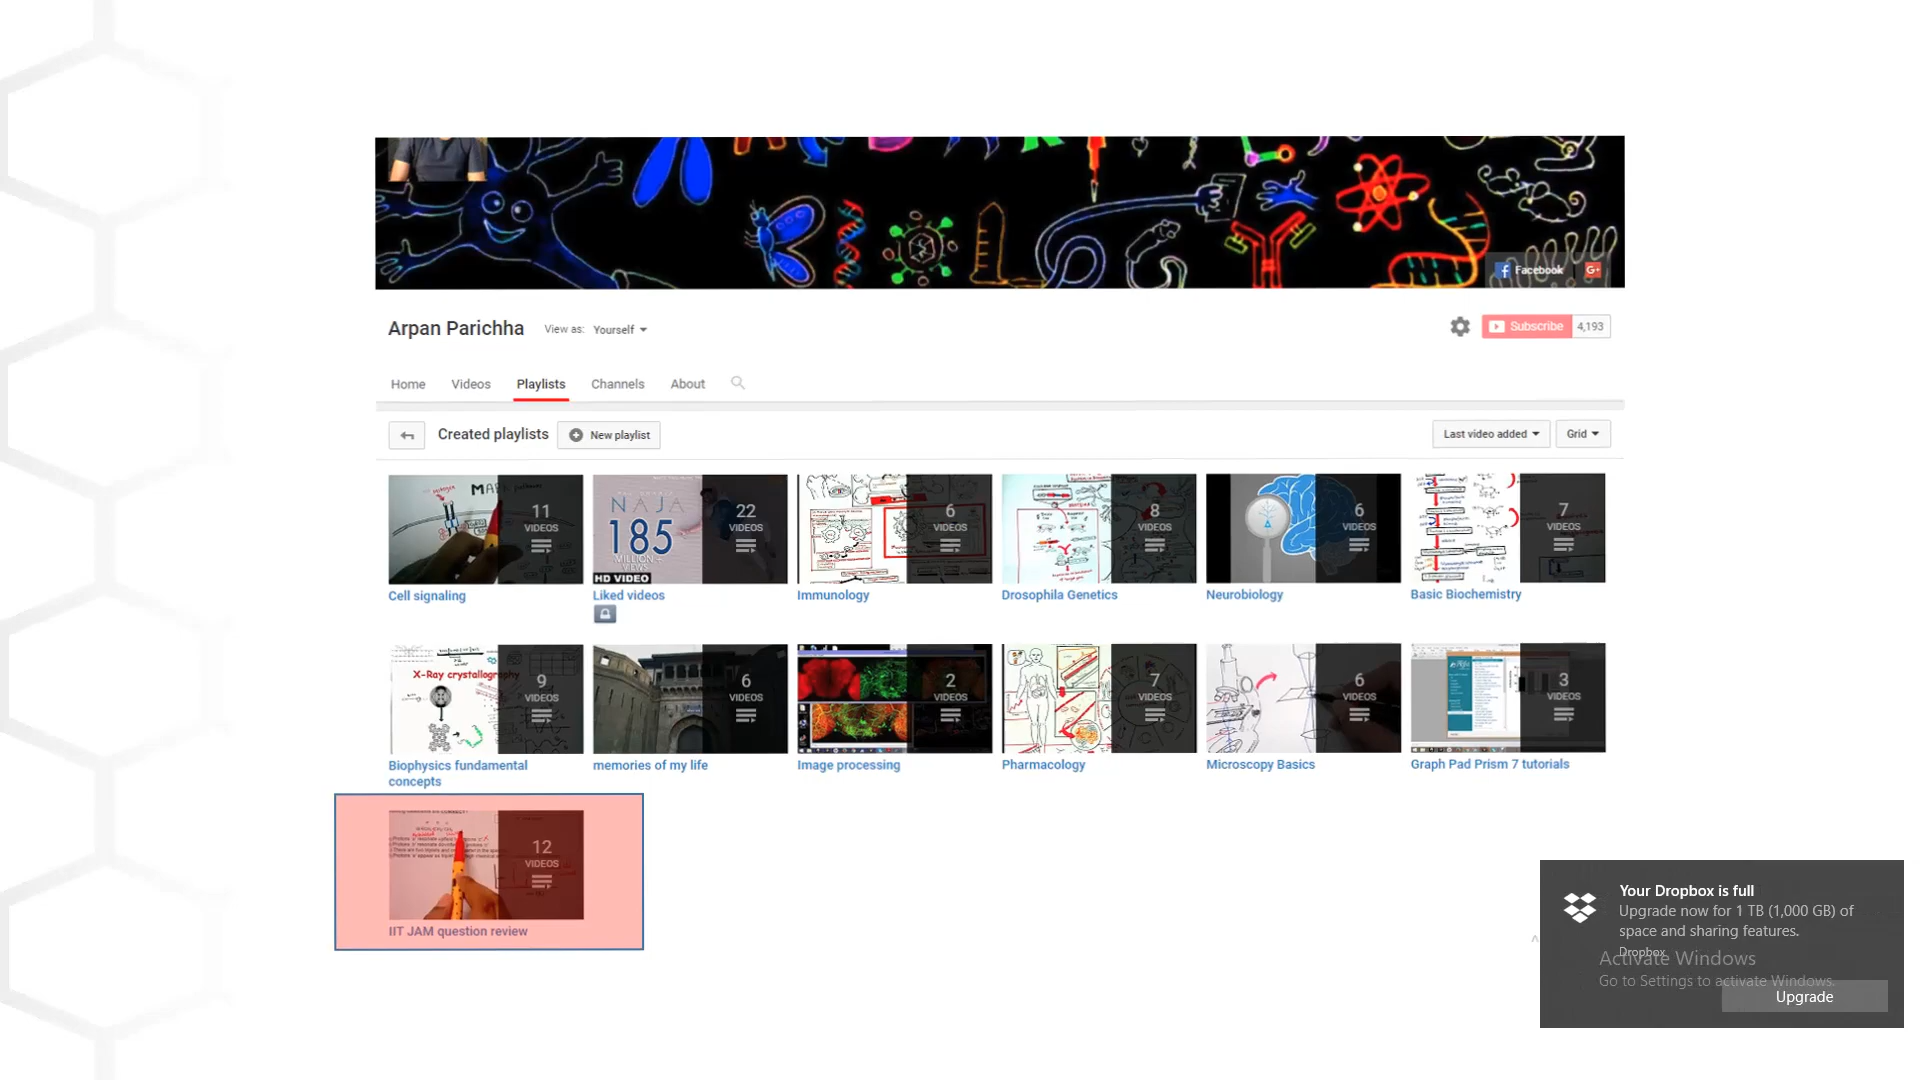 Facebook
Arpan Parichha
View as: Yourself
Subscribe 4,193
Home Videos Playlists Channels About
Created playlists
New playlist
Last video added
Grid
11 VIDEOS
Cell signaling
NAJA
185
MILLION+
VIEWS
HD VIDEO
22 VIDEOS
Liked videos
6 VIDEOS
Immunology
8 VIDEOS
Drosophila Genetics
6 VIDEOS
Neurobiology
7 VIDEOS
Basic Biochemistry
X-Ray crystallography
9 VIDEOS
Biophysics fundamental
concepts
6 VIDEOS
memories of my life
2 VIDEOS
Image processing
7 VIDEOS
Pharmacology
6 VIDEOS
Microscopy Basics
3 VIDEOS
Graph Pad Prism 7 tutorials
12 VIDEOS
IIT JAM question review
Your Dropbox is full
Upgrade now for 1 TB (1,000 GB) of
space and sharing features.
Dropbox
Activate Windows
Go to Settings to activate Windows.
Upgrade